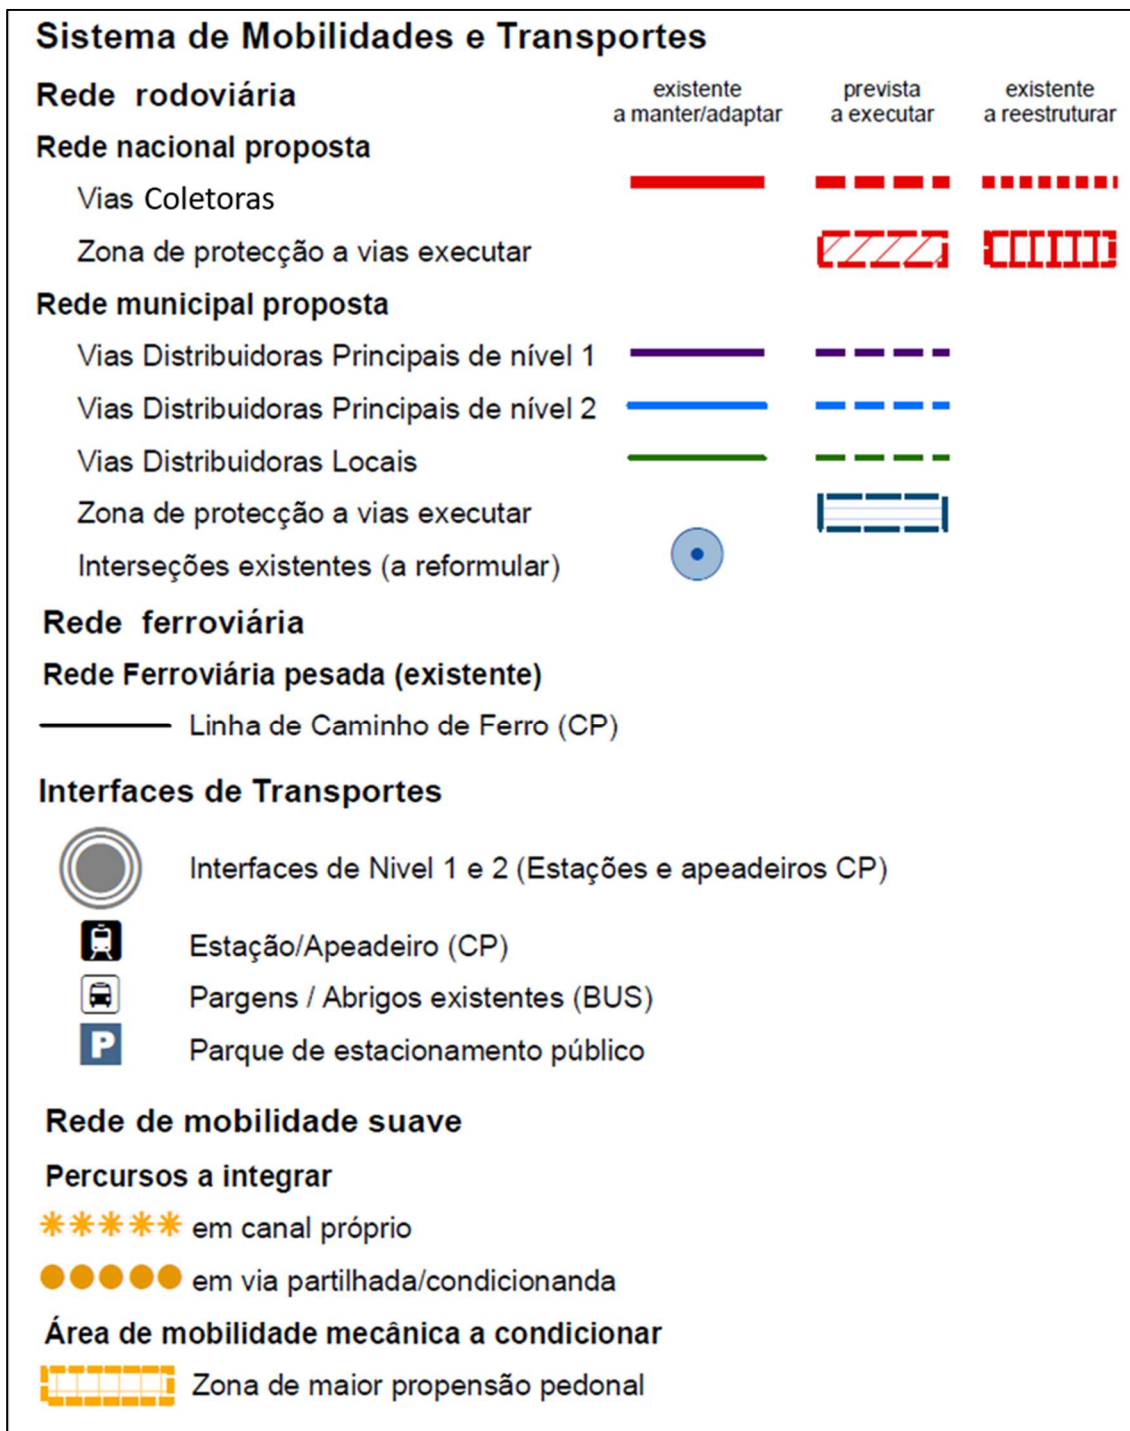 Sistema de Mobilidades e Transportes
Rede rodoviária
existente a manter/adaptar
prevista a executar
existente a reestruturar
Rede nacional proposta
Vias Coletoras
Zona de protecção a vias executar
Rede municipal proposta
Vias Distribuidoras Principais de nível 1
Vias Distribuidoras Principais de nível 2
Vias Distribuidoras Locais
Zona de protecção a vias executar
Interseções existentes (a reformular)
Rede ferroviária
Rede Ferroviária pesada (existente)
Linha de Caminho de Ferro (CP)
Interfaces de Transportes
Interfaces de Nivel 1 e 2 (Estações e apeadeiros CP)
Estação/Apeadeiro (CP)
Pargens / Abrigos existentes (BUS)
P Parque de estacionamento público
Rede de mobilidade suave
Percursos a integrar
em canal próprio
em via partilhada/condicionanda
Área de mobilidade mecânica a condicionar
Zona de maior propensão pedonal